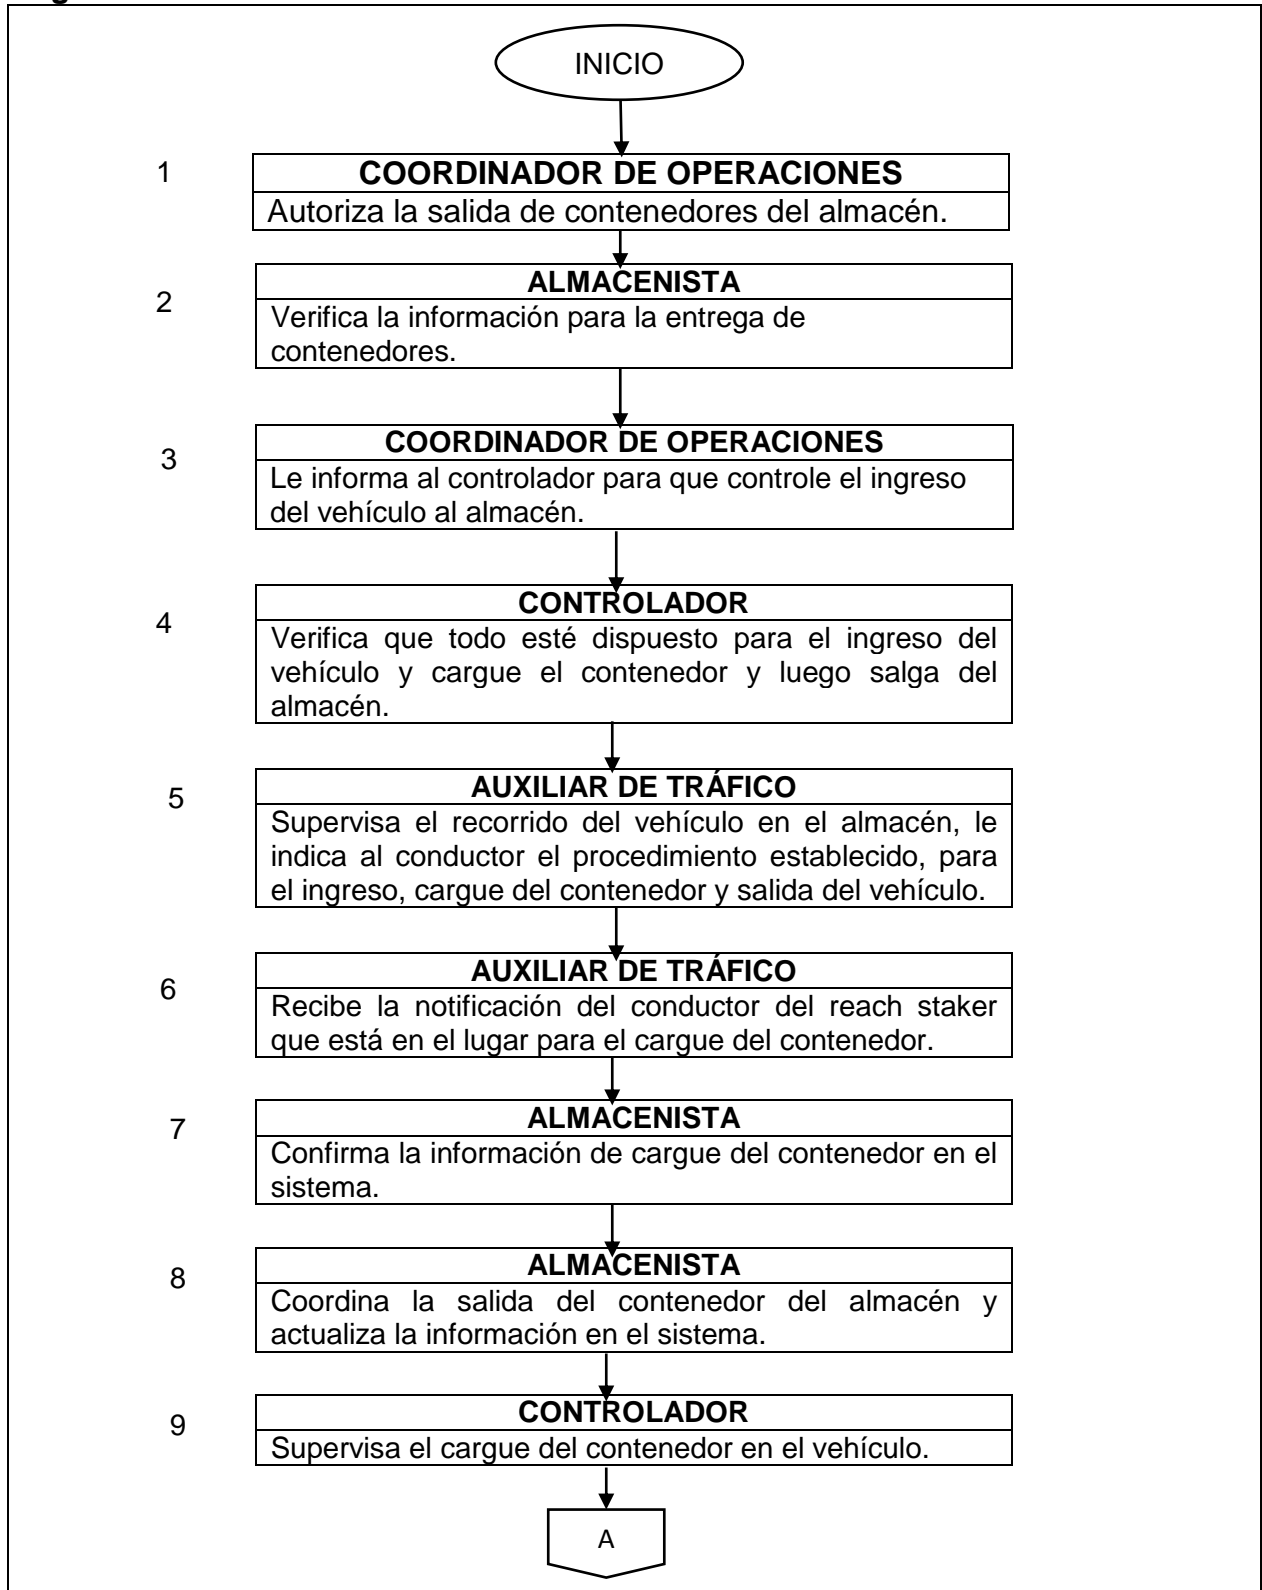 INICIO
1
COORDINADOR DE OPERACIONES
Autoriza la salida de contenedores del almacén.
2
ALMACENISTA
Verifica la información para la entrega de
contenedores.
3
COORDINADOR DE OPERACIONES
Le informa al controlador para que controle el ingreso
del vehículo al almacén.
4
CONTROLADOR
Verifica que todo esté dispuesto para el ingreso del
vehículo y cargue el contenedor y luego salga del
almacén.
5
AUXILIAR DE TRÁFICO
Supervisa el recorrido del vehículo en el almacén, le
indica al conductor el procedimiento establecido, para
el ingreso, cargue del contenedor y salida del vehículo.
6
AUXILIAR DE TRÁFICO
Recibe la notificación del conductor del reach staker
que está en el lugar para el cargue del contenedor.
7
ALMACENISTA
Confirma la información de cargue del contenedor en el
sistema.
8
ALMACENISTA
Coordina la salida del contenedor del almacén y
actualiza la información en el sistema.
9
CONTROLADOR
Supervisa el cargue del contenedor en el vehículo.
A